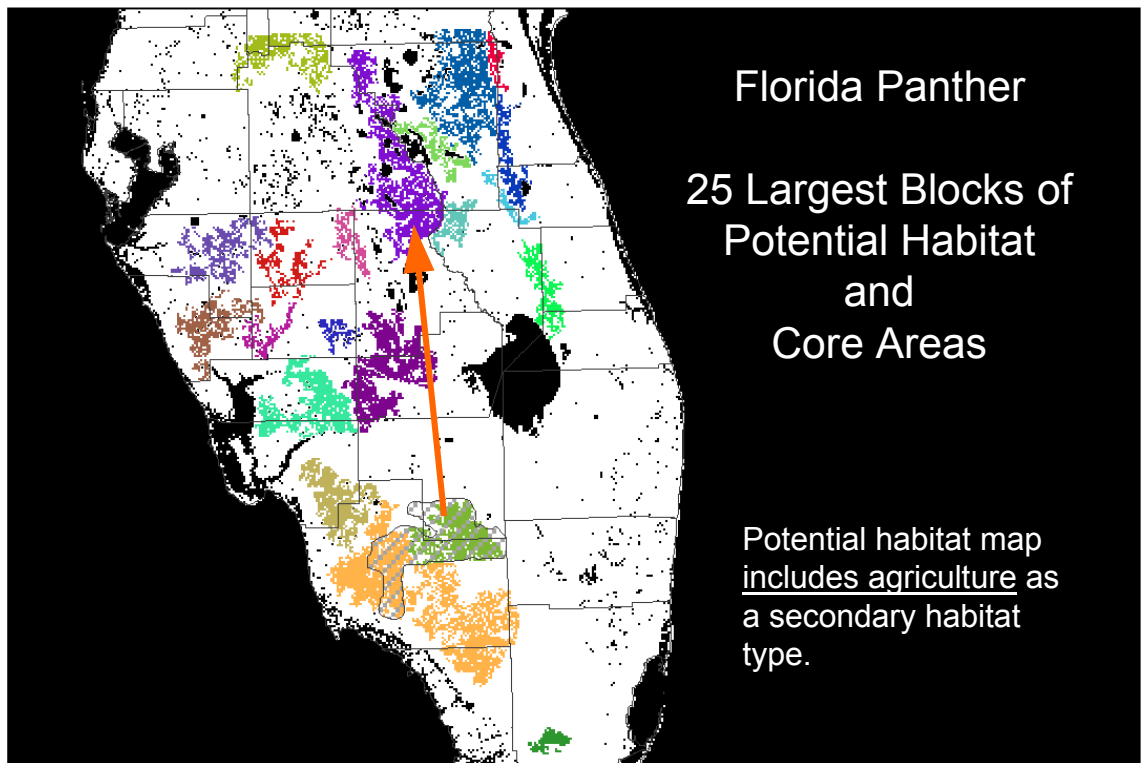 Florida Panther
25 Largest Blocks of
Potential Habitat
and
Core Areas
Potential habitat map
includes agriculture as
a secondary habitat
type.